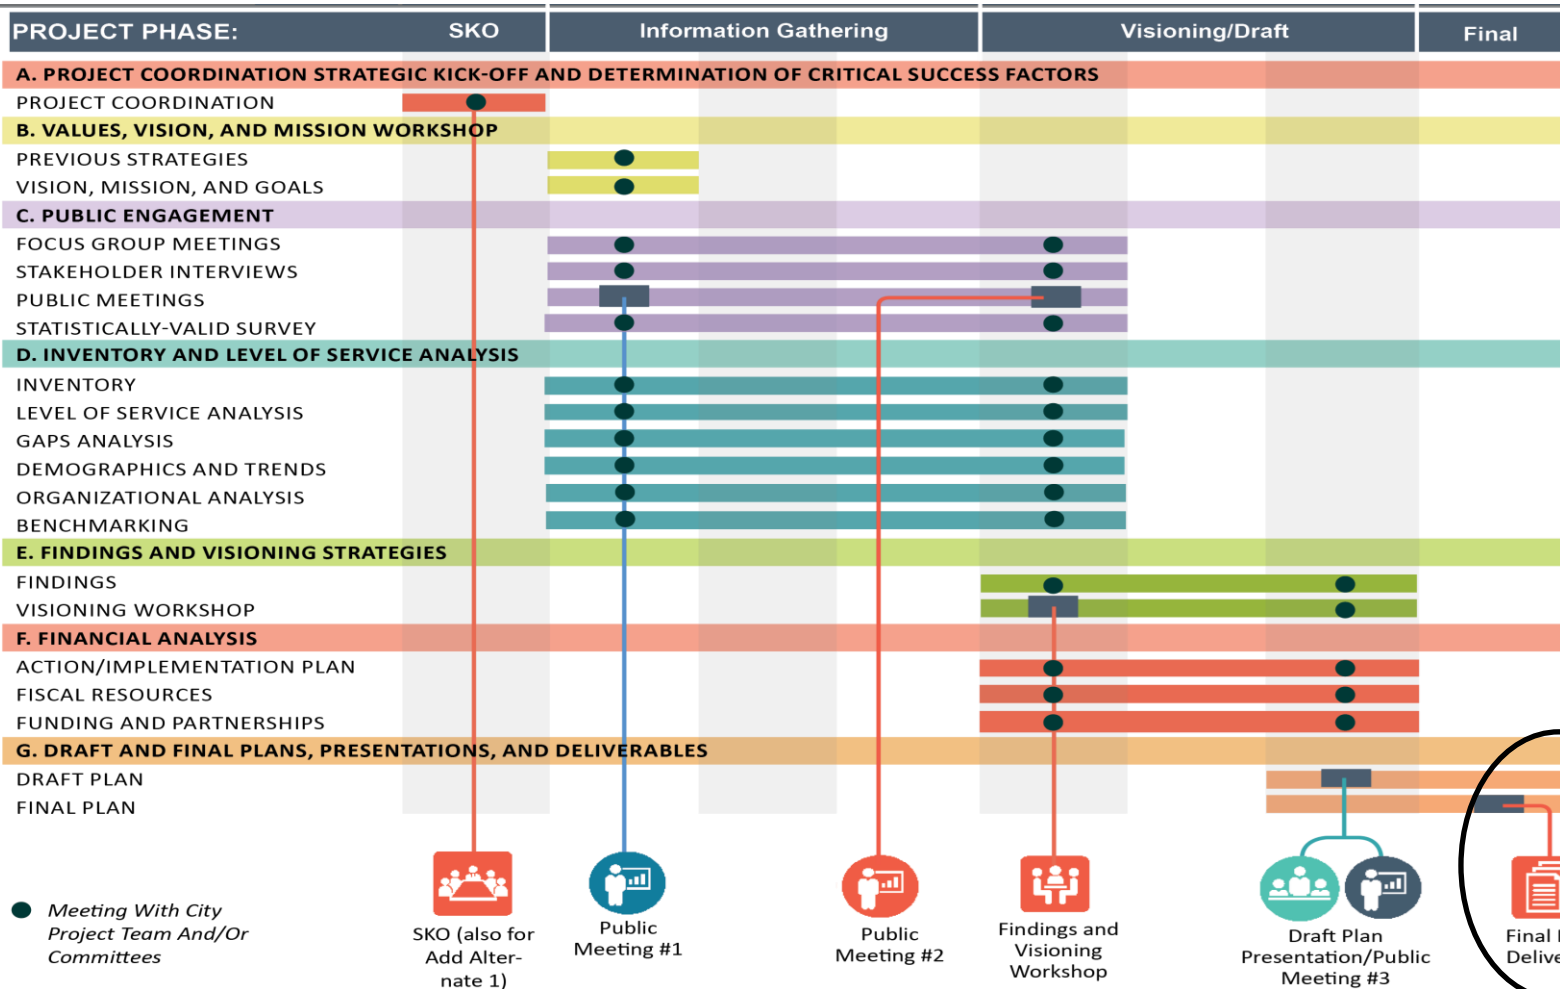 PROJECT PHASE:
SKO
Information Gathering
Visioning/Draft
Final
A. PROJECT COORDINATION STRATEGIC KICK-OFF AND DETERMINATION OF CRITICAL SUCCESS FACTORS
PROJECT COORDINATION
B. VALUES, VISION, AND MISSION WORKSHOP
PREVIOUS STRATEGIES
VISION, MISSION, AND GOALS
C. PUBLIC ENGAGEMENT
FOCUS GROUP MEETINGS
STAKEHOLDER INTERVIEWS
PUBLIC MEETINGS
STATISTICALLY-VALID SURVEY
D. INVENTORY AND LEVEL OF SERVICE ANALYSIS
INVENTORY
LEVEL OF SERVICE ANALYSIS
GAPS ANALYSIS
DEMOGRAPHICS AND TRENDS
ORGANIZATIONAL ANALYSIS
BENCHMARKING
E. FINDINGS AND VISIONING STRATEGIES
FINDINGS
VISIONING WORKSHOP
F. FINANCIAL ANALYSIS
ACTION/IMPLEMENTATION PLAN
FISCAL RESOURCES
FUNDING AND PARTNERSHIPS
G. DRAFT AND FINAL PLANS, PRESENTATIONS, AND DELIVERABLES
DRAFT PLAN
FINAL PLAN
Meeting With City
Project Team And/Or
Committees
SKO (also for
Add Alter-
nate 1)
Public
Meeting #1
Public
Meeting #2
Findings and
Visioning
Workshop
Draft Plan
Presentation/Public
Meeting #3
Final